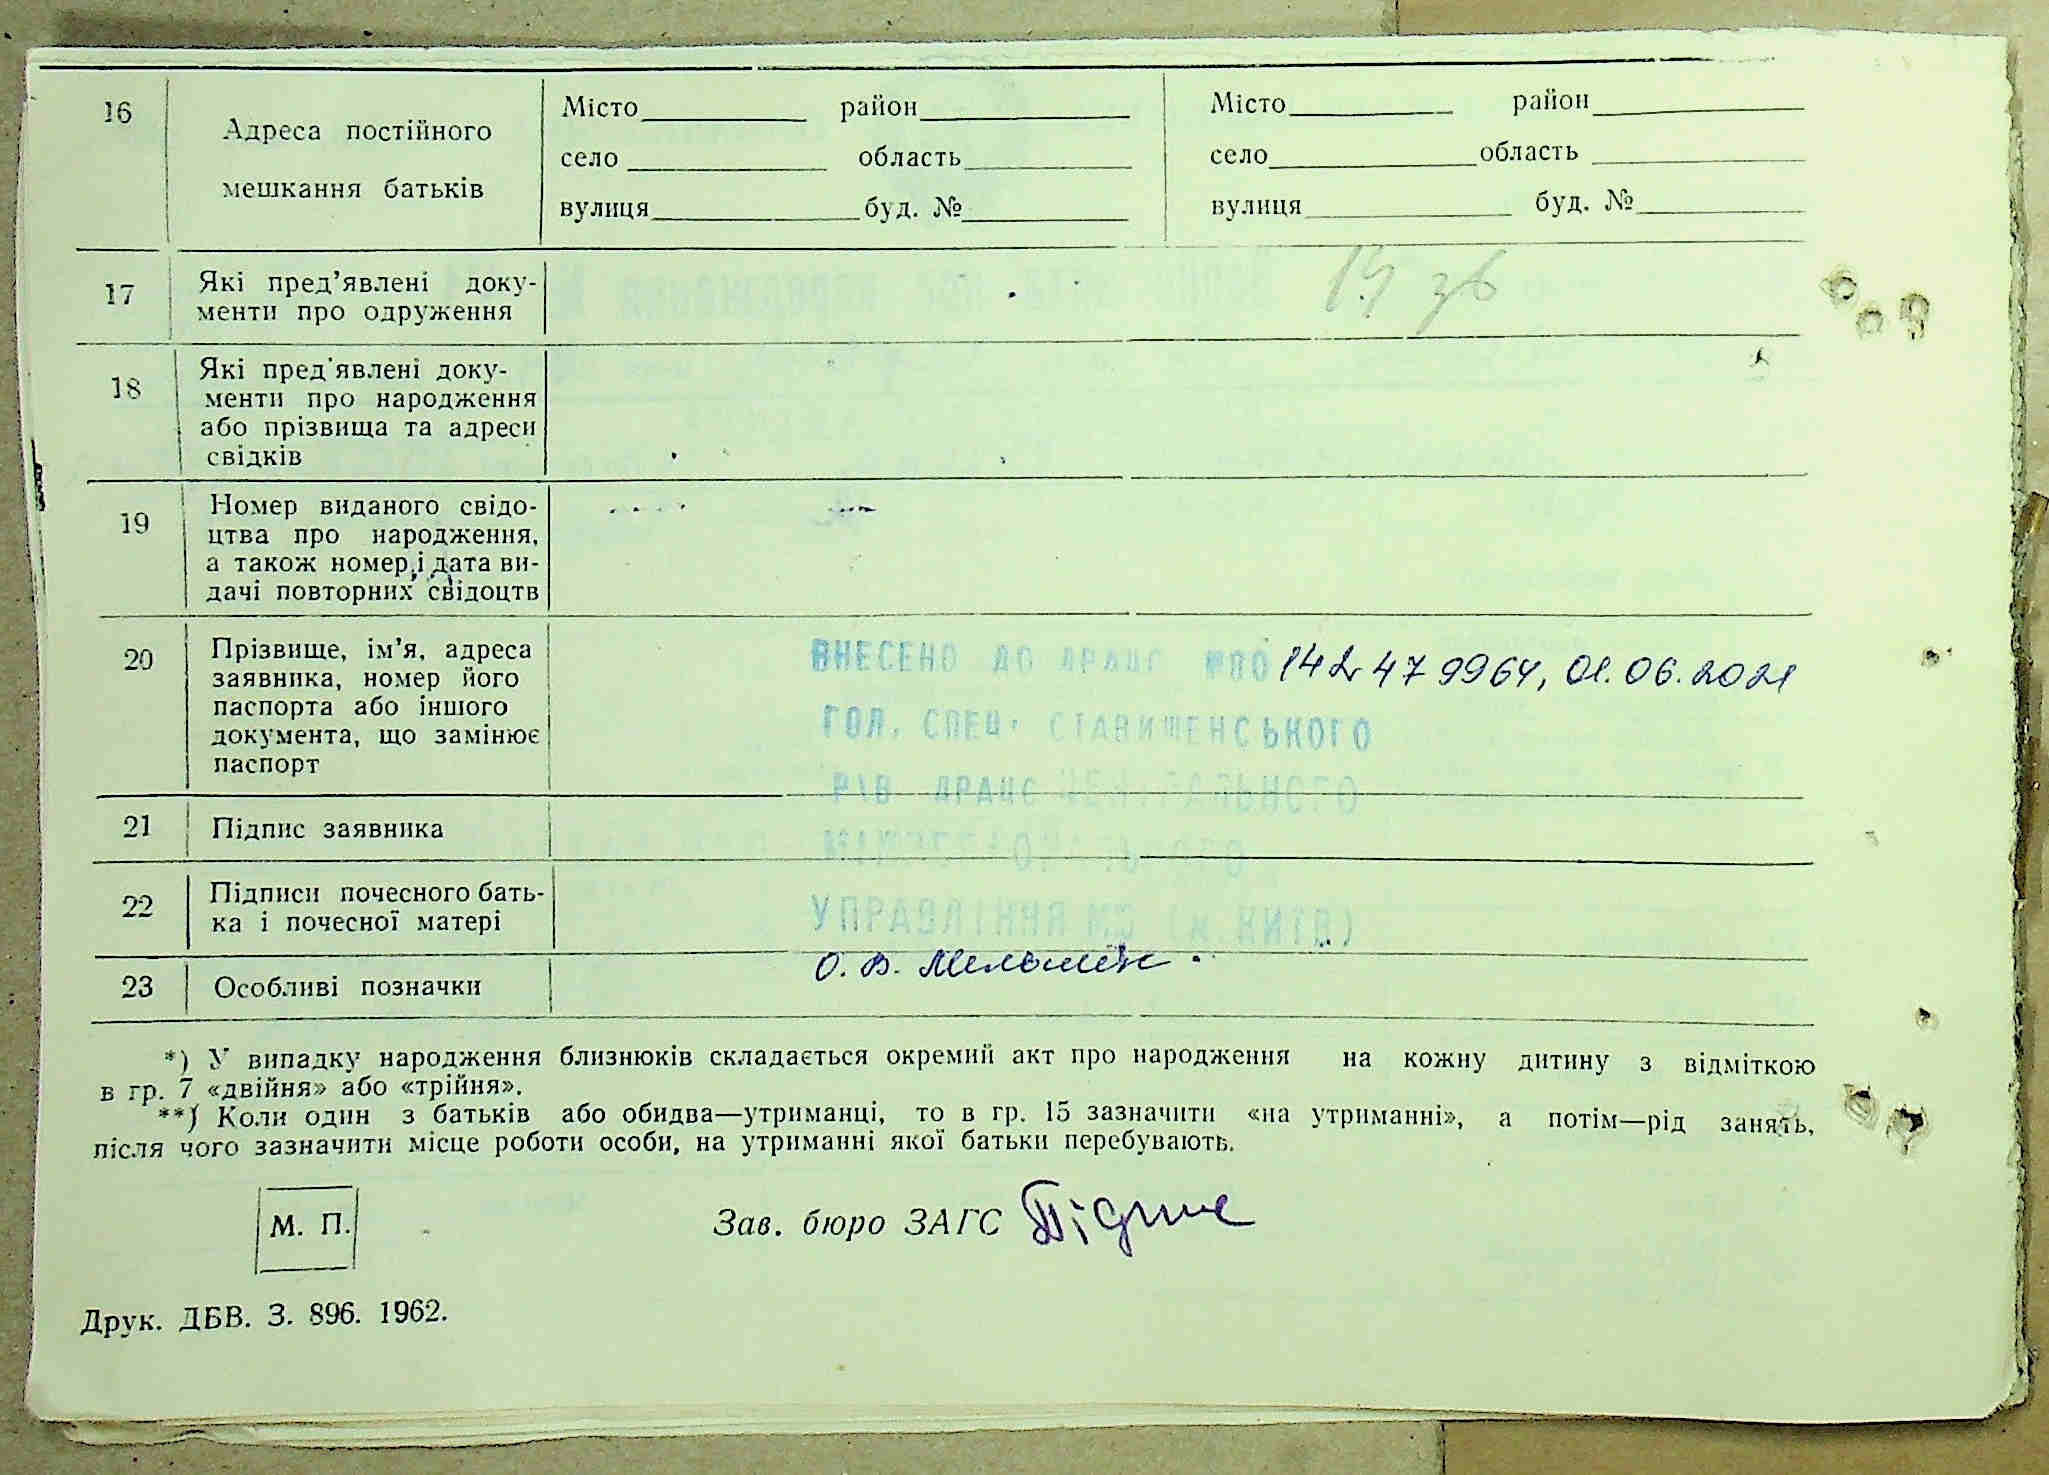 16
Адреса постійного
мешкання батьків
Місто район
село область
вулиця буд. №
Місто район
село область
вулиця буд. №
17
Які пред’явлені доку-
менти про одруження
19 зв
18
Які пред’явлені доку-
менти про народження
або прізвища та адреси
свідків
19
Номер виданого свідо-
цтва про народження,
а також номер і дата ви-
дачі повторних свідоцтв
20
Прізвище, ім’я, адреса
заявника, номер його
паспорта або іншого
документа, що замінює
паспорт
ВНЕСЕНО ДО ДРАЦС №ПО 142479964, 01.06.2021
ГОЛ. СПЕЦ. СТАВИЩЕНСЬКОГО
Р\В ДРАЦС ЦЕНТРАЛЬНОГО
МІЖРЕГІОНАЛЬНОГО
УПРАВЛІННЯ МЮ (м. КИЇВ)
О. В. Мельник.
21
Підпис заявника
22
Підписи почесного бать-
ка і почесної матері
23
Особливі позначки
*) У випадку народження близнюків складається окремий акт про народження на кожну дитину з відміткою
в гр. 7 «двійня» або «трійня».
**) Коли один з батьків або обидва—утриманці, то в гр. 15 зазначити «на утриманні», а потім—рід занять,
після чого зазначити місце роботи особи, на утриманні якої батьки перебувають.
М. П.
Зав. бюро ЗАГС Підпис
Друк. ДБВ. З. 896. 1962.